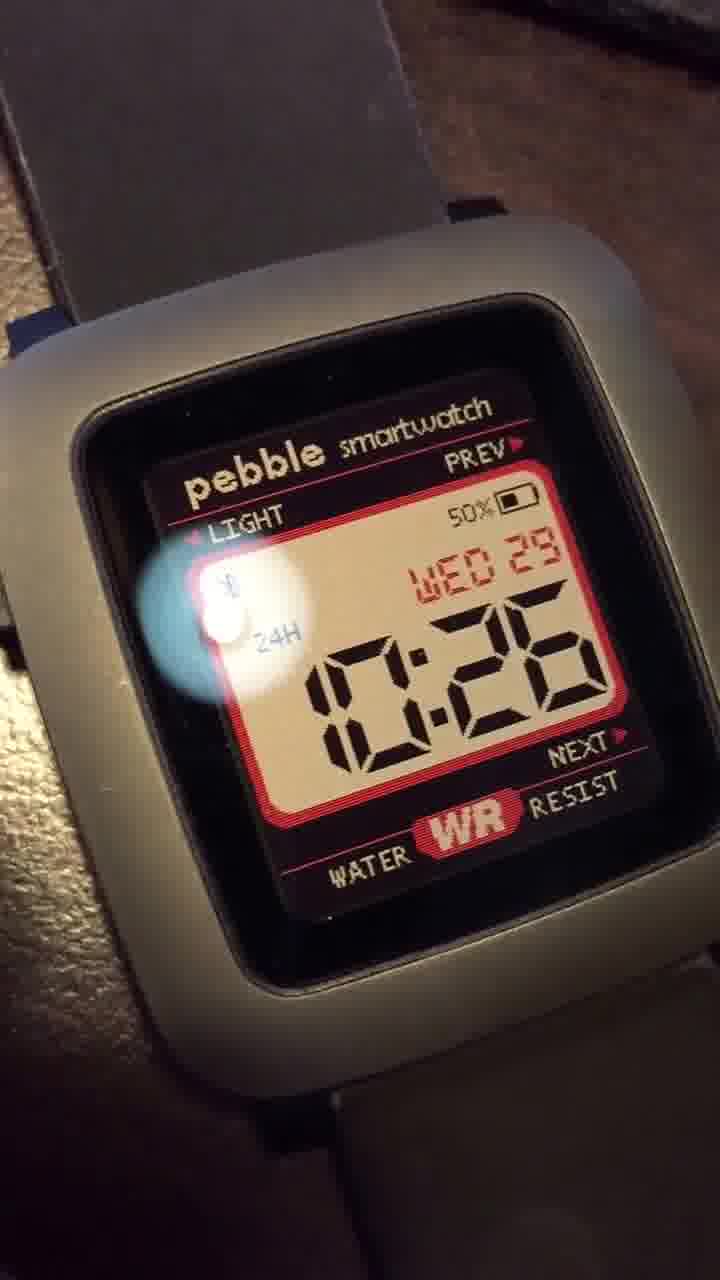 pebble smartwatch
PREV
LIGHT
50%
WED 29
24H
10:26
NEXT
WATER WR RESIST